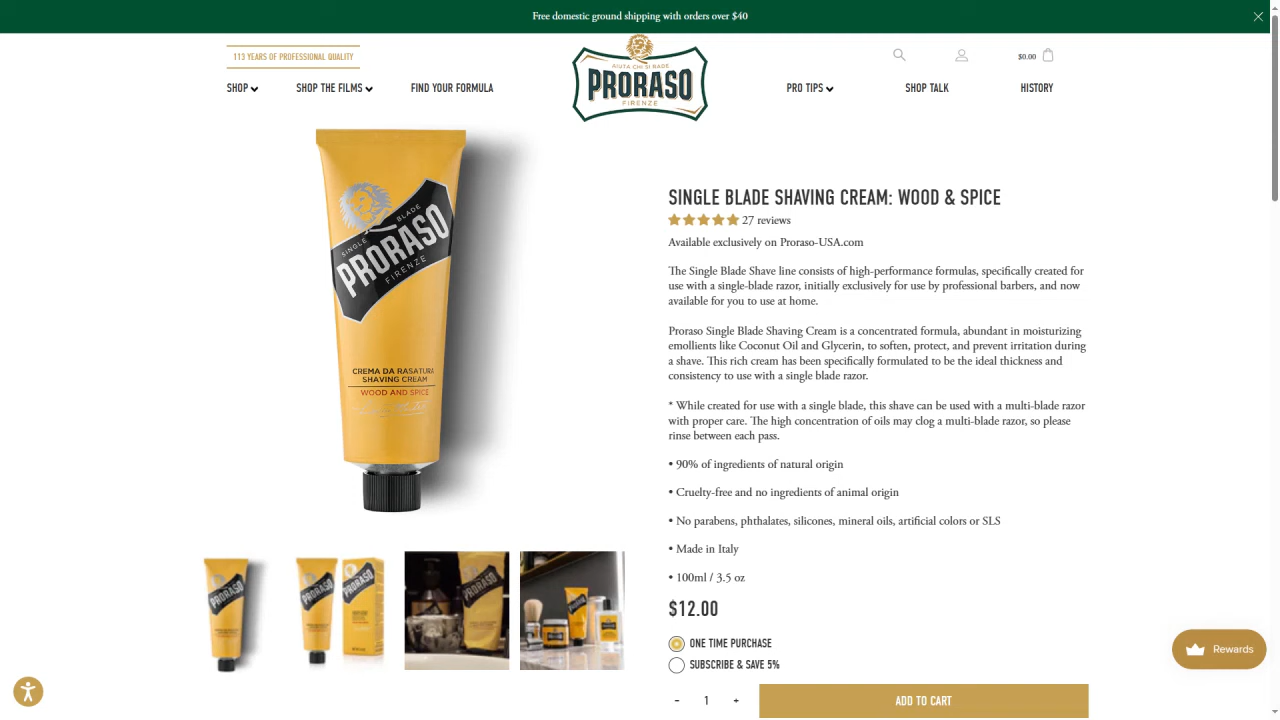 Free domestic ground shipping with orders over $40
113 YEARS OF PROFESSIONAL QUALITY
AIUTA CHI SI RADE
PRORASO
FIRENZE
$0.00
SHOP
SHOP THE FILMS
FIND YOUR FORMULA
PRO TIPS
SHOP TALK
HISTORY
SINGLE BLADE
PRORASO
FIRENZE
CREMA DA RASATURA
SHAVING CREAM
WOOD AND SPICE
SINGLE BLADE SHAVING CREAM: WOOD & SPICE
27 reviews
Available exclusively on Proraso-USA.com
The Single Blade Shave line consists of high-performance formulas, specifically created for
use with a single-blade razor, initially exclusively for use by professional barbers, and now
available for you to use at home.
Proraso Single Blade Shaving Cream is a concentrated formula, abundant in moisturizing
emollients like Coconut Oil and Glycerin, to soften, protect, and prevent irritation during
a shave. This rich cream has been specifically formulated to be the ideal thickness and
consistency to use with a single blade razor.
* While created for use with a single blade, this shave can be used with a multi-blade razor
with proper care. The high concentration of oils may clog a multi-blade razor, so please
rinse between each pass.
• 90% of ingredients of natural origin
• Cruelty-free and no ingredients of animal origin
• No parabens, phthalates, silicones, mineral oils, artificial colors or SLS
• Made in Italy
• 100ml / 3.5 oz
$12.00
ONE TIME PURCHASE
SUBSCRIBE & SAVE 5%
- 1 +
ADD TO CART
Rewards
PRORASO
PRORASO
PRORASO
PRORASO